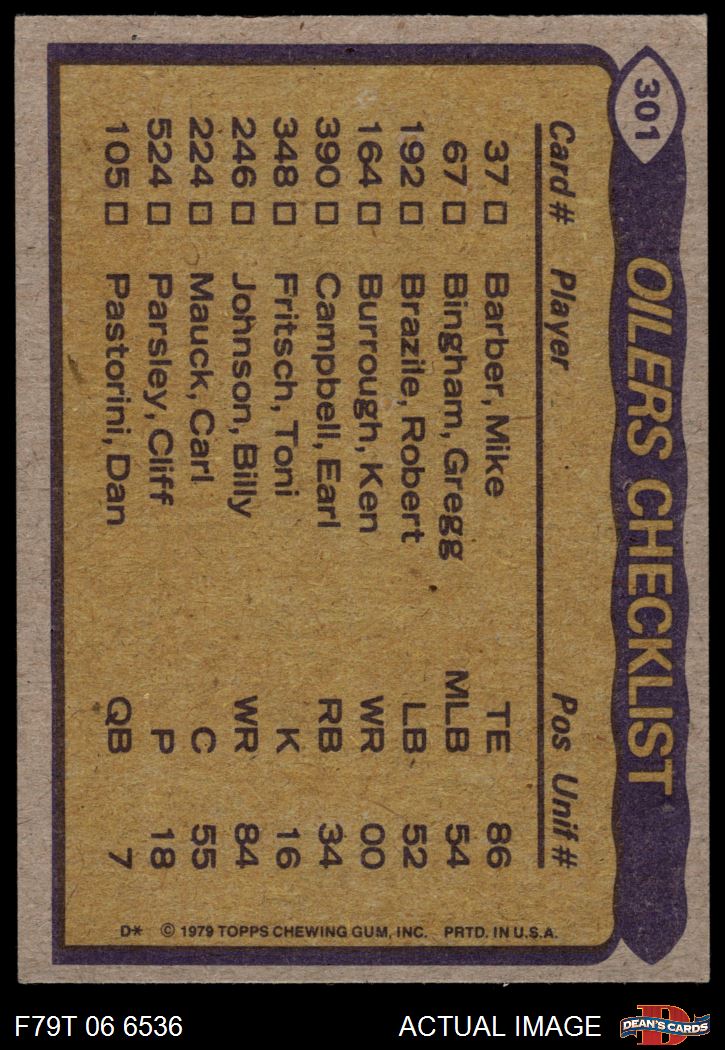 301
OILERS CHECKLIST
Card # Player Pos Unif #
37 □ Barber, Mike TE 86
67 □ Bingham, Gregg MLB 54
192 □ Brazile, Robert LB 52
164 □ Burrough, Ken WR 00
390 □ Campbell, Earl RB 34
348 □ Fritsch, Toni K 16
246 □ Johnson, Billy WR 84
224 □ Mauck, Carl C 55
524 □ Parsley, Cliff P 18
105 □ Pastorini, Dan QB 7
D* © 1979 TOPPS CHEWING GUM, INC. PRTD. IN U.S.A.
F79T 06 6536 ACTUAL IMAGE
D
DEAN'S CARDS